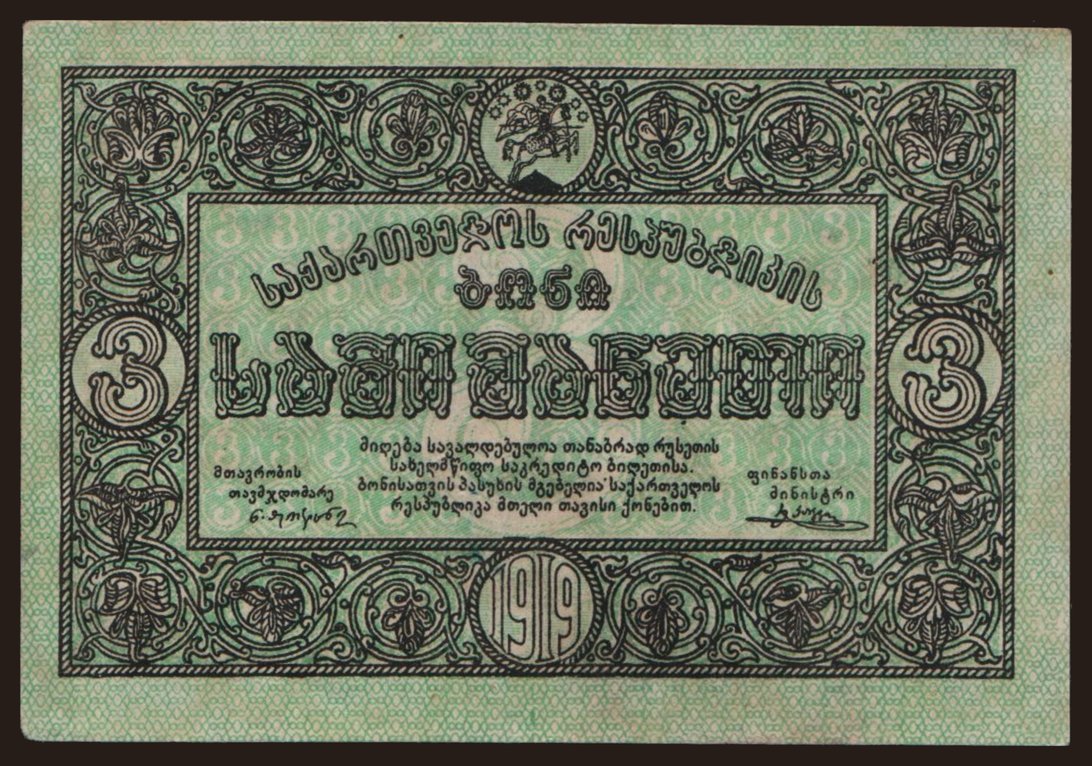 საქართველოს რესპუბლიკის
ბონი
3
სამი მანეთი
3
მიღება სავალდებულოა თანაბრად რუსეთის
სახელმწიფო საკრედიტო ბილეთისა.
ბონისათვის პასუხის მგებელია საქართველოს
რესპუბლიკა მთელი თავისი ქონებით.
მთავრობის
თავმჯდომარე
ნ. ჟორდანია
ფინანსთა
მინისტრი
1919